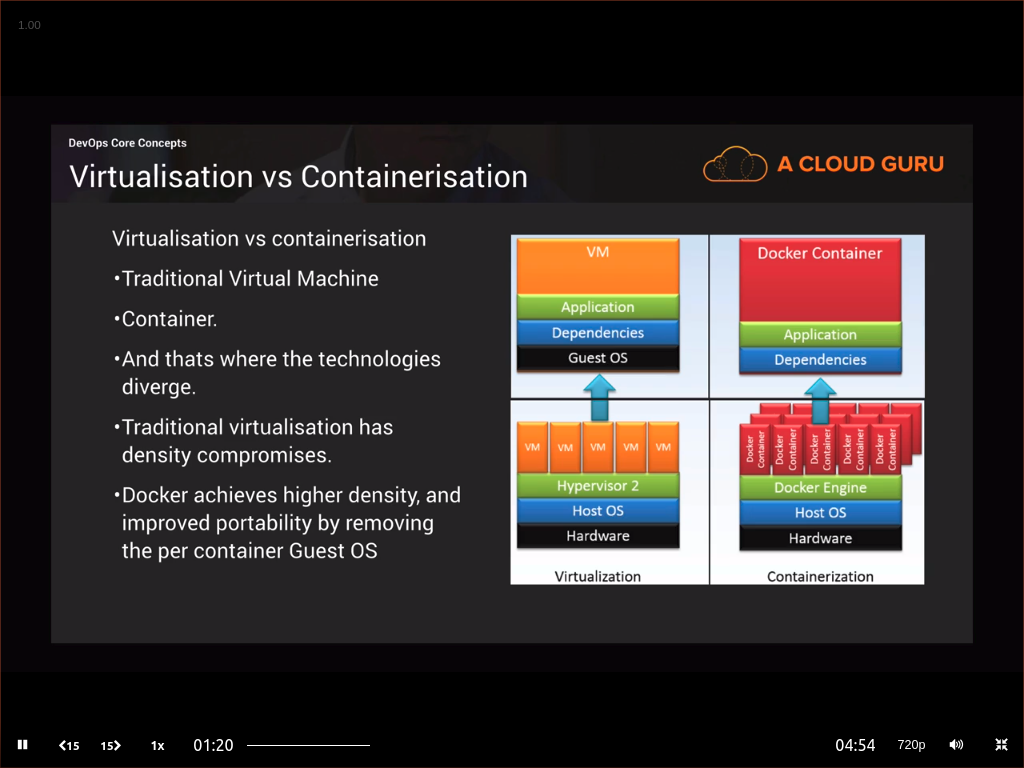 1.00
DevOps Core Concepts
Virtualisation vs Containerisation
A CLOUD GURU
Virtualisation vs containerisation
•Traditional Virtual Machine
•Container.
•And thats where the technologies
diverge.
•Traditional virtualisation has
density compromises.
•Docker achieves higher density, and
improved portability by removing
the per container Guest OS
VM
Application
Dependencies
Guest OS
VM VM VM VM VM
Hypervisor 2
Host OS
Hardware
Virtualization
Docker Container
Application
Dependencies
Docker Container
Docker Container
Docker Container
Docker Container
Docker Container
Docker Engine
Host OS
Hardware
Containerization
15 15 1x 01:20 04:54 720p